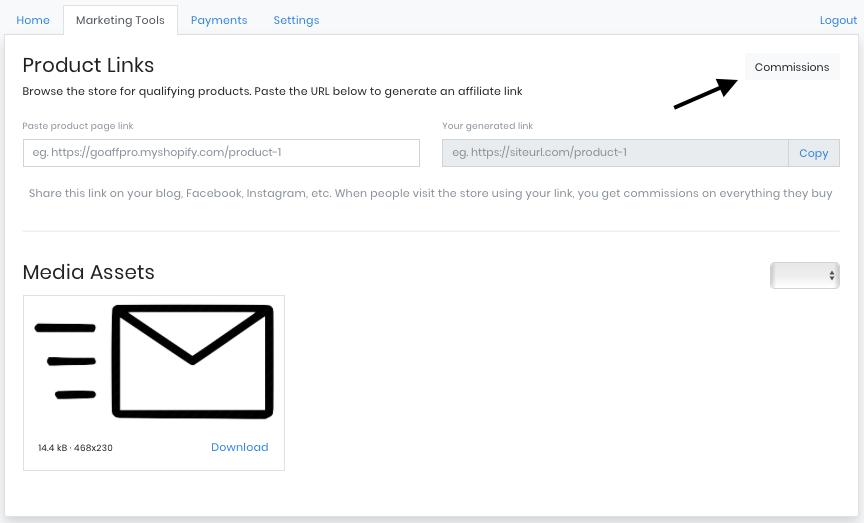 Home Marketing Tools Payments Settings Logout
Product Links
Commissions
Browse the store for qualifying products. Paste the URL below to generate an affiliate link
Paste product page link Your generated link
eg. https://goaffpro.myshopify.com/product-1 eg. https://siteurl.com/product-1 Copy
Share this link on your blog, Facebook, Instagram, etc. When people visit the store using your link, you get commissions on everything they buy
Media Assets
14.4 kB · 468x230 Download